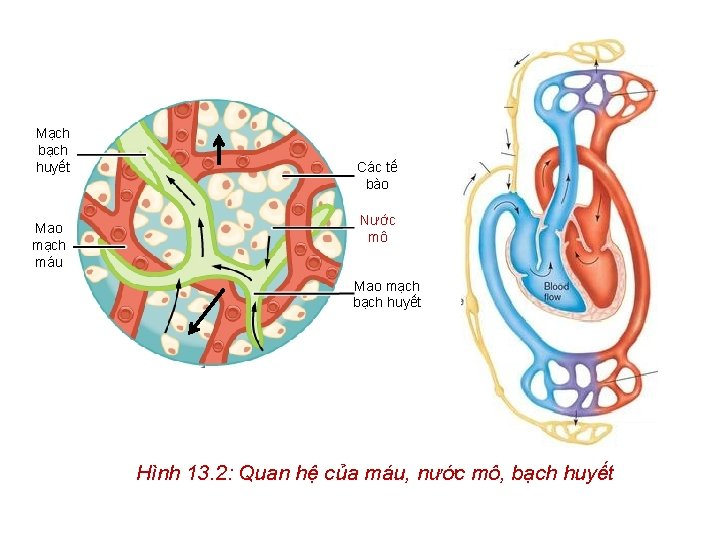 Mạch
bạch
huyết
Các tế
bào
Nước
mô
Mao
mạch
máu
Mao mạch
bạch huyết
Blood
flow
Hình 13.2: Quan hệ của máu, nước mô, bạch huyết